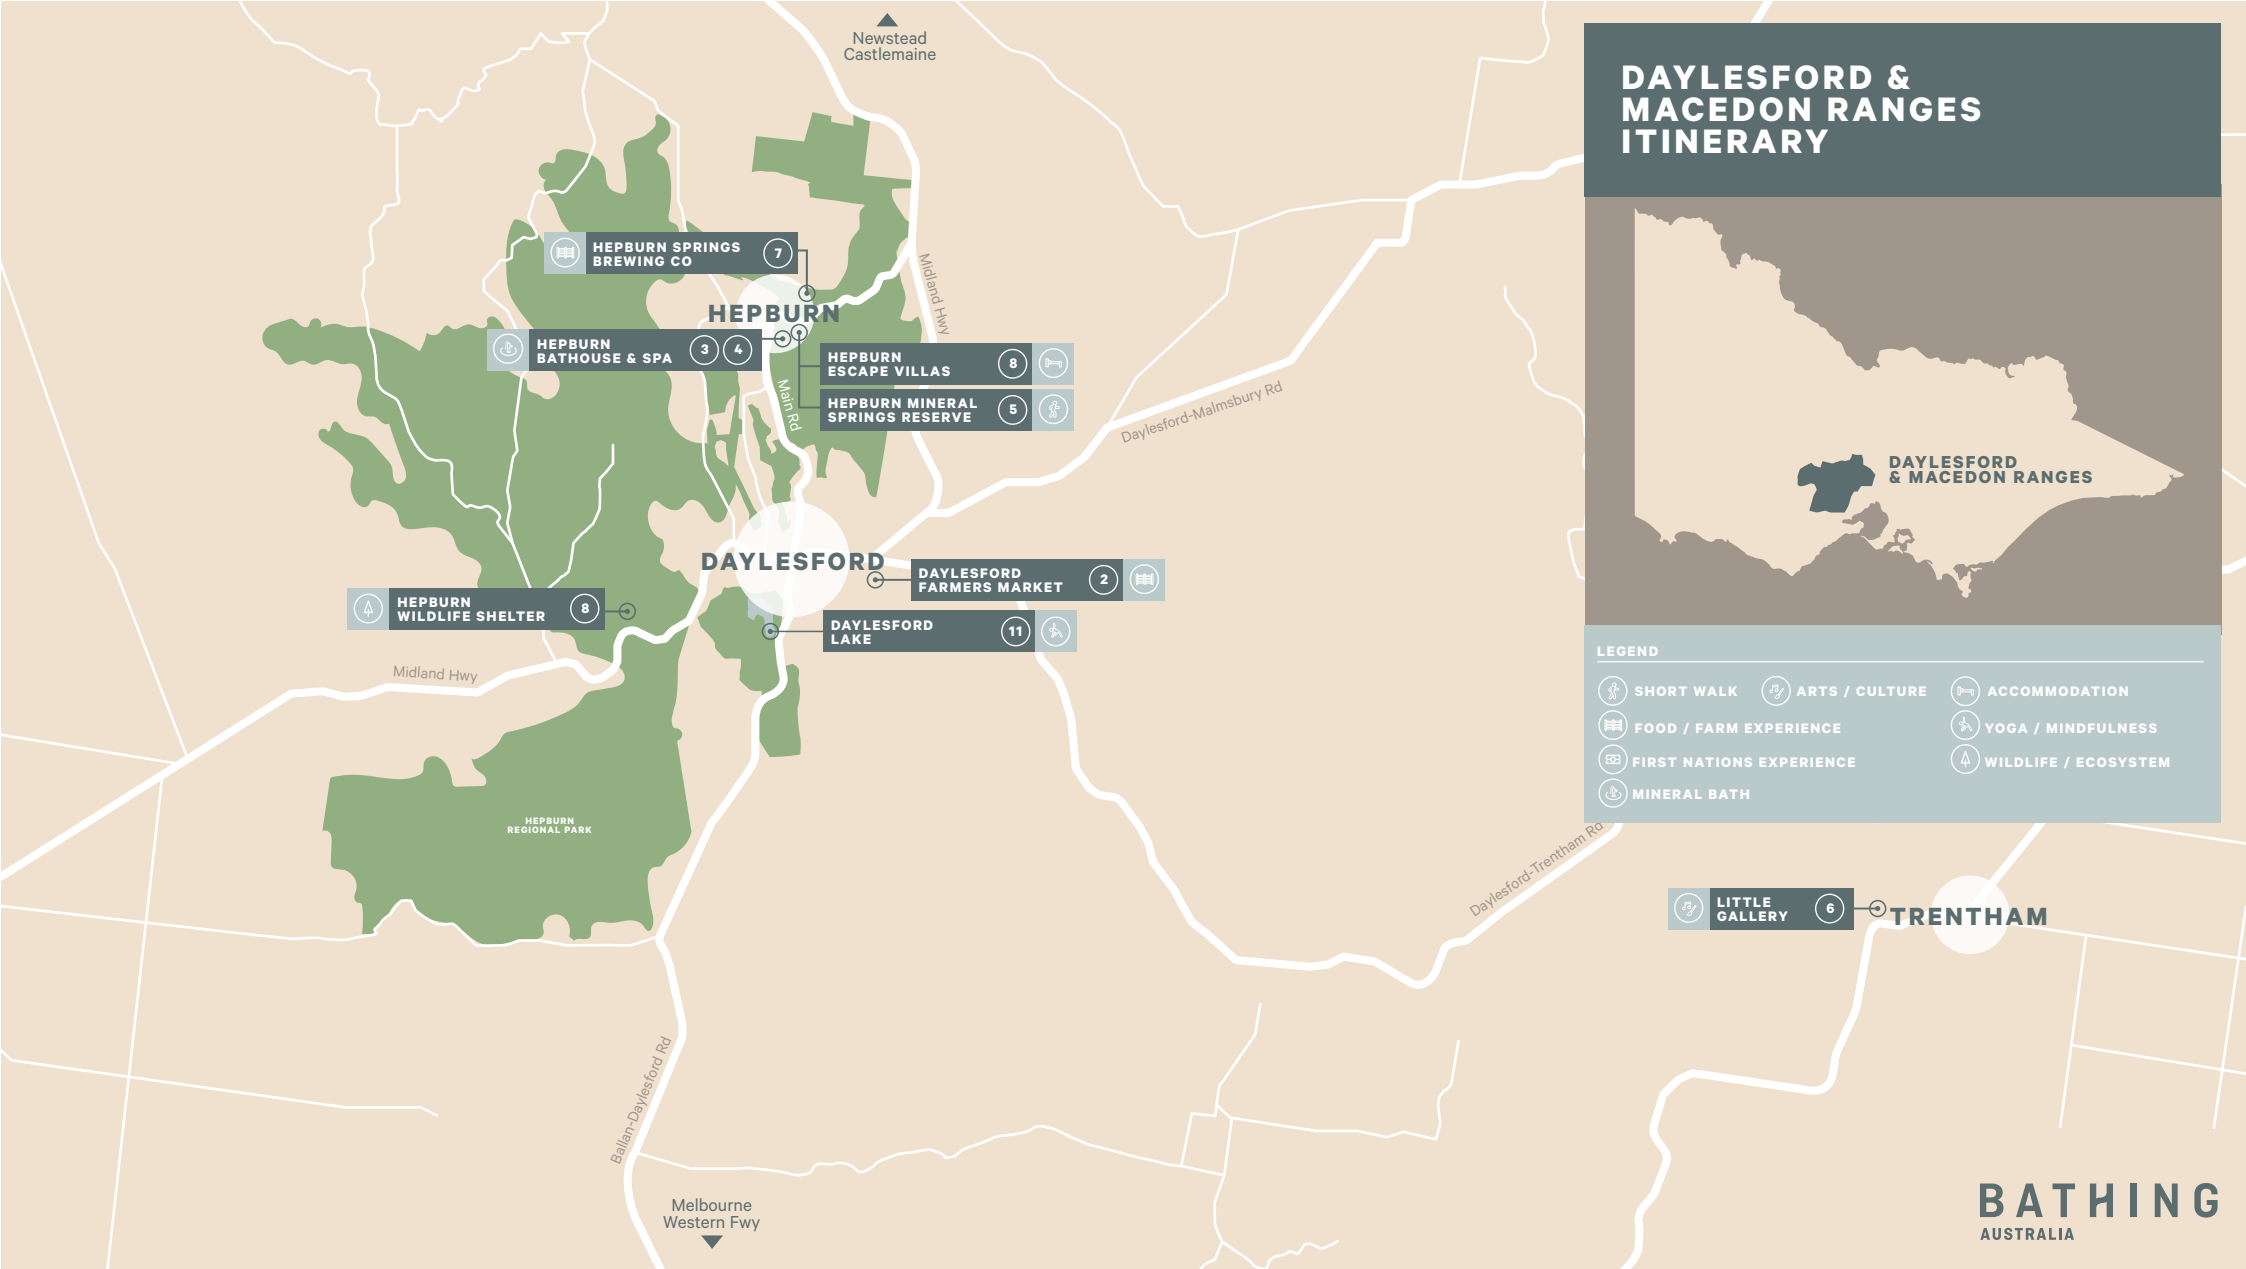 Newstead
Castlemaine
DAYLESFORD &
MACEDON RANGES
ITINERARY
HEPBURN SPRINGS
BREWING CO
7
Midland Hwy
HEPBURN
HEPBURN
BATHOUSE & SPA
3
4
HEPBURN
ESCAPE VILLAS
8
Main Rd
HEPBURN MINERAL
SPRINGS RESERVE
5
Daylesford-Malmsbury Rd
DAYLESFORD
& MACEDON RANGES
DAYLESFORD
DAYLESFORD
FARMERS MARKET
2
HEPBURN
WILDLIFE SHELTER
8
DAYLESFORD
LAKE
11
Midland Hwy
LEGEND
SHORT WALK
ARTS / CULTURE
ACCOMMODATION
FOOD / FARM EXPERIENCE
YOGA / MINDFULNESS
FIRST NATIONS EXPERIENCE
WILDLIFE / ECOSYSTEM
MINERAL BATH
HEPBURN
REGIONAL PARK
Daylesford-Trentham Rd
LITTLE
GALLERY
6
TRENTHAM
Ballan-Daylesford Rd
Melbourne
Western Fwy
BATHING
AUSTRALIA